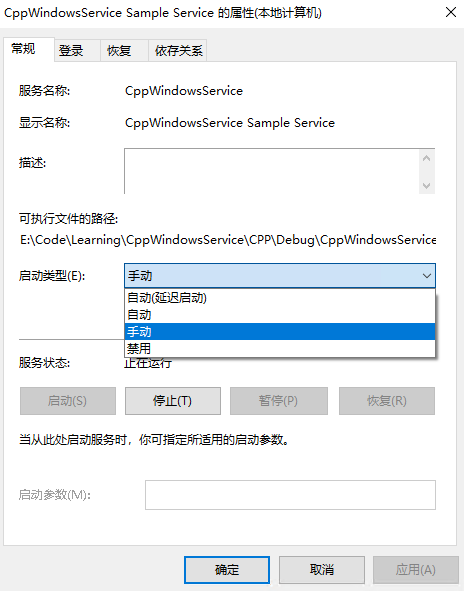 CppWindowsService Sample Service 的属性(本地计算机)
常规 登录 恢复 依存关系
服务名称: CppWindowsService
显示名称: CppWindowsService Sample Service
描述:
可执行文件的路径:
E:\Code\Learning\CppWindowsService\CPP\Debug\CppWindowsService
启动类型(E): 手动
自动(延迟启动)
自动
手动
禁用
服务状态: 正在运行
启动(S) 停止(T) 暂停(P) 恢复(R)
当从此处启动服务时，你可指定所适用的启动参数。
启动参数(M):
确定 取消 应用(A)